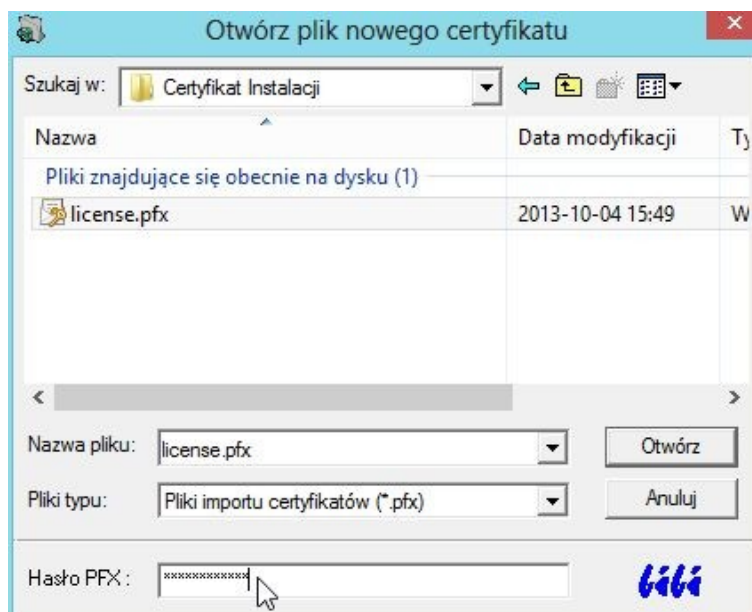 Otwórz plik nowego certyfikatu
Szukaj w: Certyfikat Instalacji
Nazwa Data modyfikacji Ty
Pliki znajdujące się obecnie na dysku (1)
license.pfx 2013-10-04 15:49 W
Nazwa pliku: license.pfx Otwórz
Pliki typu: Pliki importu certyfikatów (*.pfx) Anuluj
Hasło PFX : ************ bábá